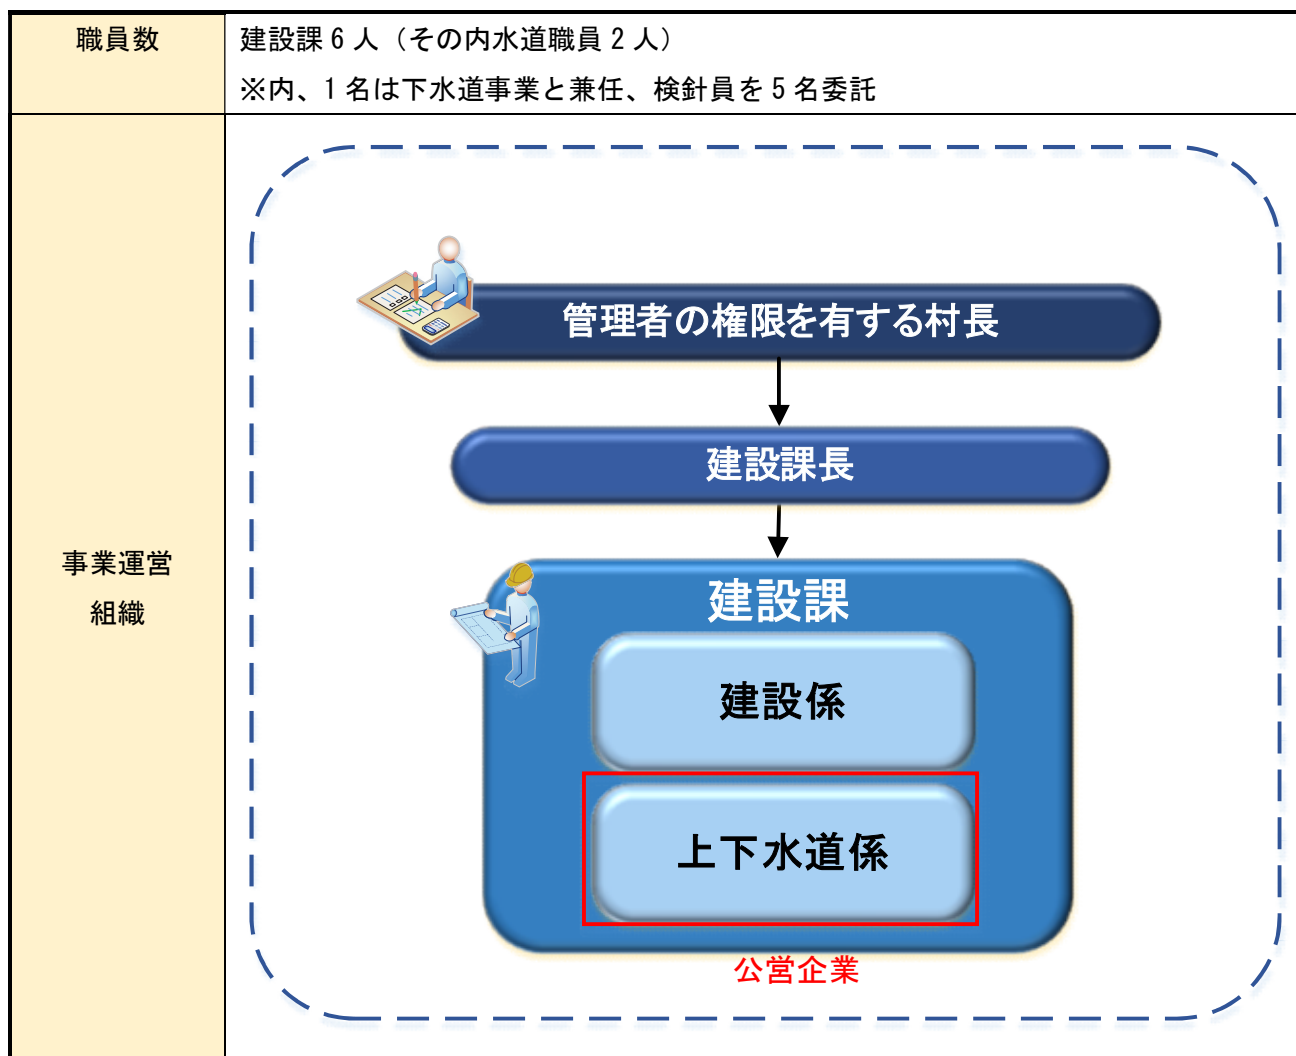 職員数
建設課6人（その内水道職員2人）
※内、1名は下水道事業と兼任、検針員を5名委託
事業運営
組織
管理者の権限を有する村長
建設課長
建設課
建設係
上下水道係
公営企業